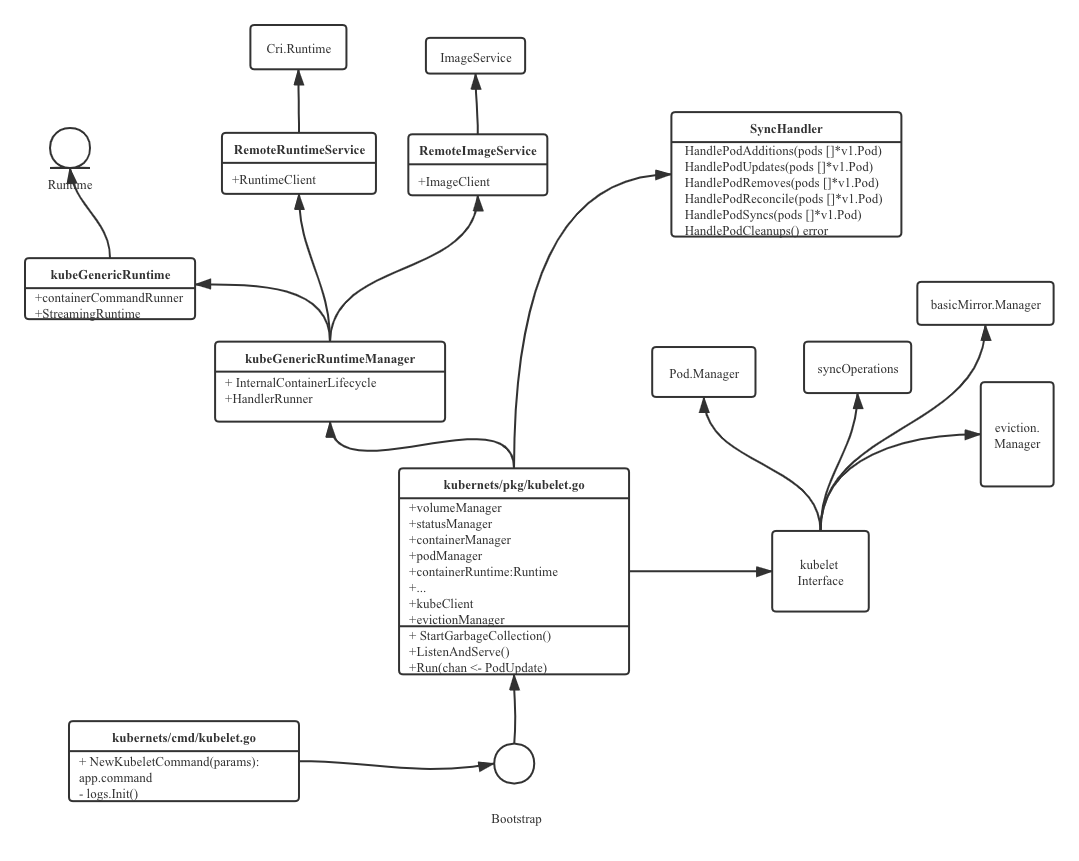 Cri.Runtime
ImageService
SyncHandler
HandlePodAdditions(pods []*v1.Pod)
HandlePodUpdates(pods []*v1.Pod)
HandlePodRemoves(pods []*v1.Pod)
HandlePodReconcile(pods []*v1.Pod)
HandlePodSyncs(pods []*v1.Pod)
HandlePodCleanups() error
RemoteRuntimeService
+RuntimeClient
RemoteImageService
+ImageClient
Runtime
kubeGenericRuntime
+containerCommandRunner
+StreamingRuntime
basicMirror.Manager
kubeGenericRuntimeManager
+ InternalContainerLifecycle
+HandlerRunner
Pod.Manager
syncOperations
eviction.
Manager
kubernets/pkg/kubelet.go
+volumeManager
+statusManager
+containerManager
+podManager
+containerRuntime:Runtime
+...
+kubeClient
+evictionManager
+ StartGarbageCollection()
+ListenAndServe()
+Run(chan <- PodUpdate)
kubelet
Interface
kubernets/cmd/kubelet.go
+ NewKubeletCommand(params):
app.command
- logs.Init()
Bootstrap